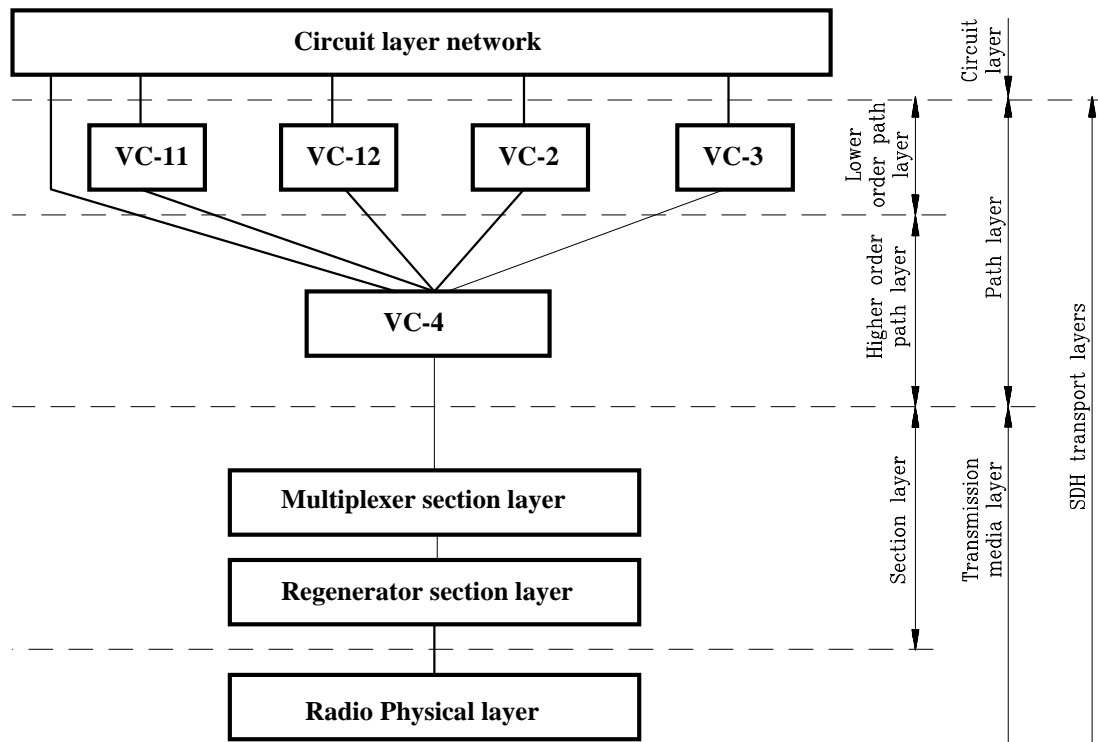 Circuit layer network
VC-11
VC-12
VC-2
VC-3
VC-4
Multiplexer section layer
Regenerator section layer
Radio Physical layer
Lower
order path
layer
Higher order
path layer
Section layer
Circuit
layer
Path layer
Transmission
media layer
SDH transport layers